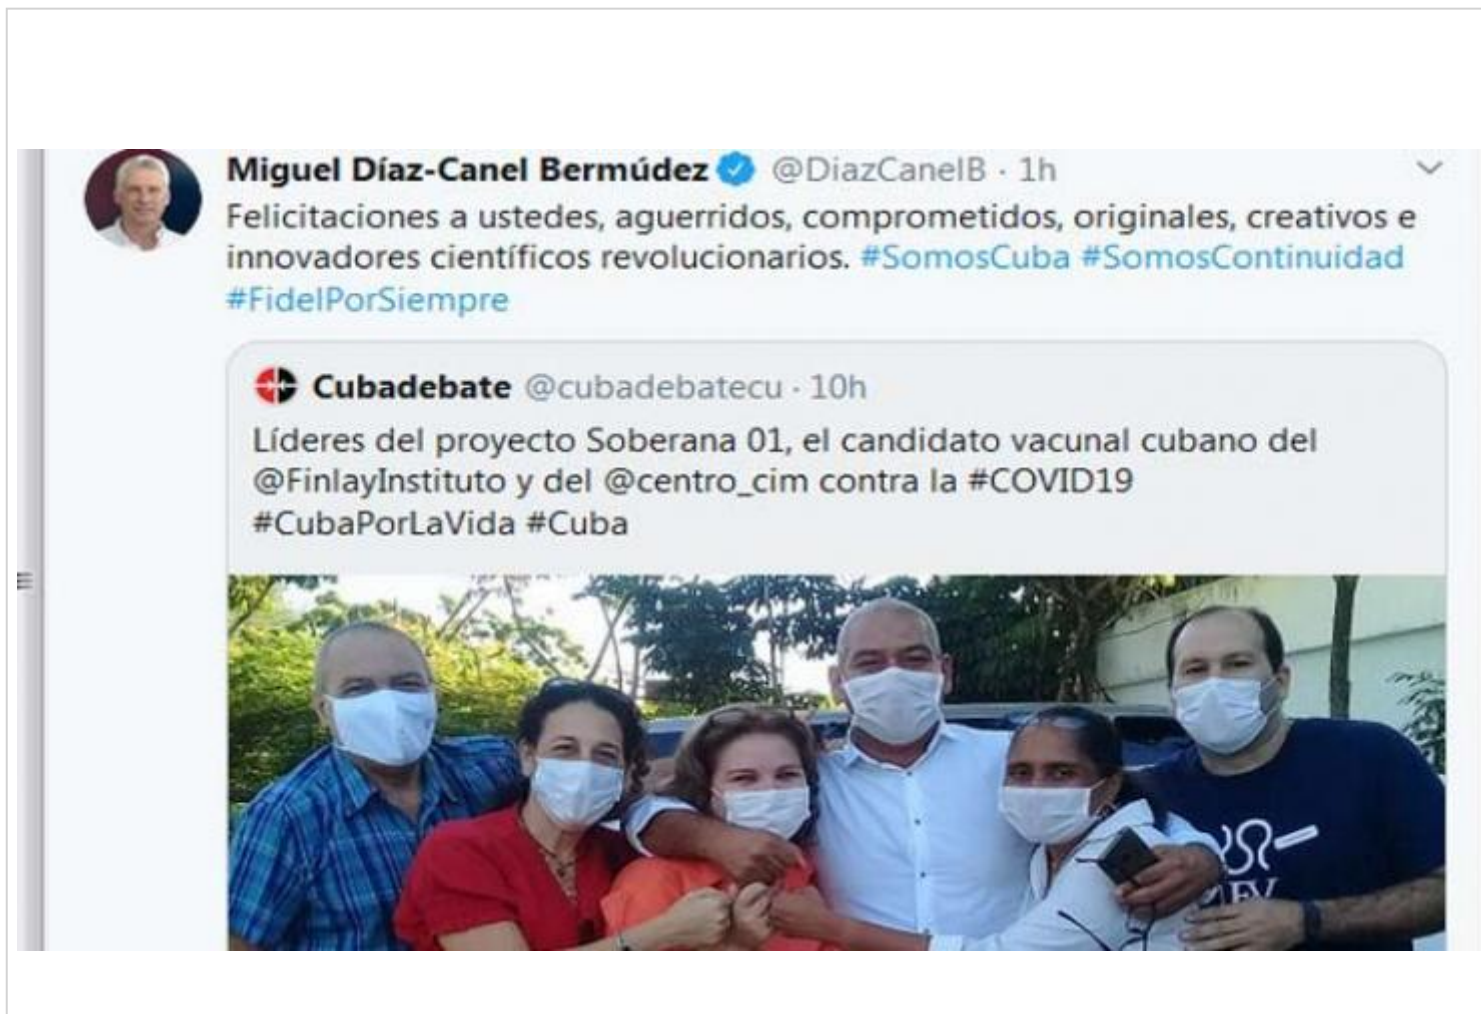 Miguel Díaz-Canel Bermúdez @DiazCanelB · 1h
Felicitaciones a ustedes, aguerridos, comprometidos, originales, creativos e
innovadores científicos revolucionarios. #SomosCuba #SomosContinuidad
#FidelPorSiempre
Cubadebate @cubadebatecu · 10h
Líderes del proyecto Soberana 01, el candidato vacunal cubano del
@FinlayInstituto y del @centro_cim contra la #COVID19
#CubaPorLaVida #Cuba